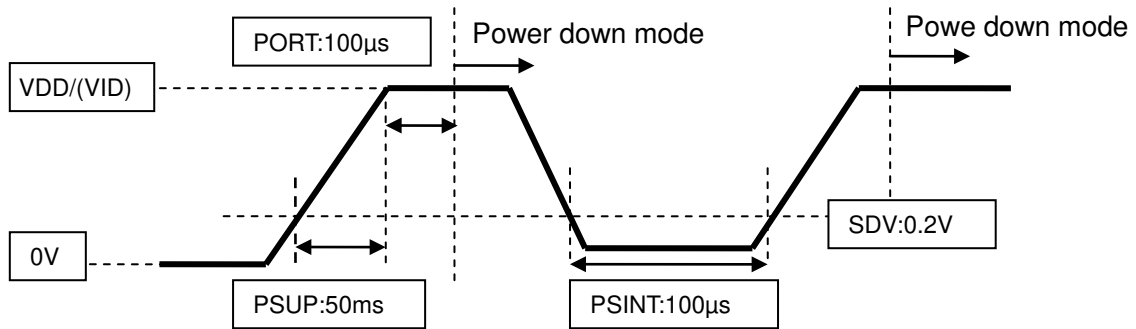 PORT:100μs
Power down mode
Powe down mode
VDD/(VID)
SDV:0.2V
0V
PSUP:50ms
PSINT:100μs